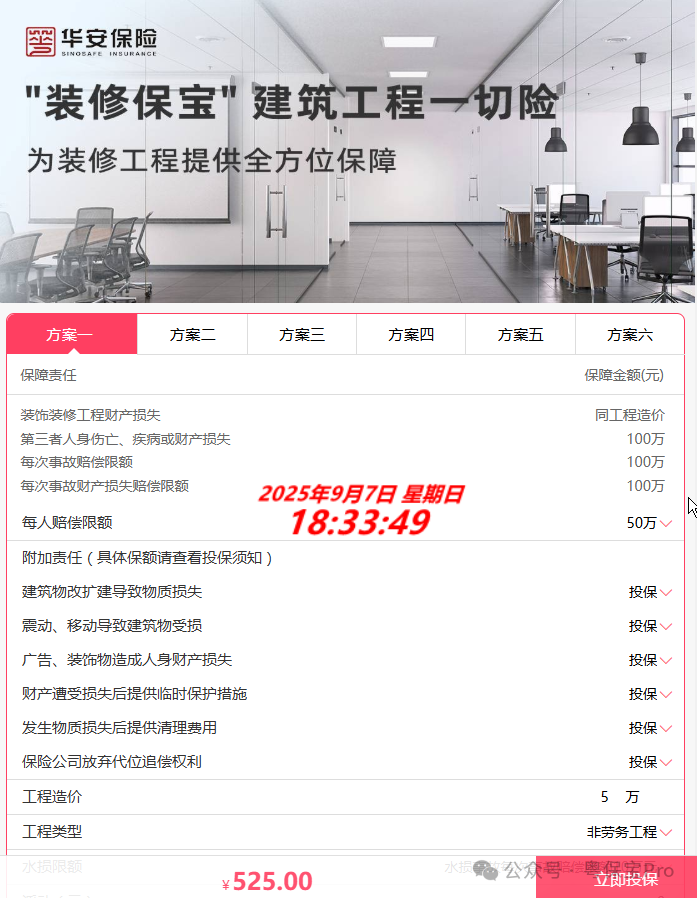 华安保险
SINOSAFE INSURANCE
"装修保宝" 建筑工程一切险
为装修工程提供全方位保障
方案一 方案二 方案三 方案四 方案五 方案六
保障责任 保障金额(元)
装饰装修工程财产损失 同工程造价
第三者人身伤亡、疾病或财产损失 100万
每次事故赔偿限额 100万
每次事故财产损失赔偿限额 100万
2025年9月7日 星期日
18:33:49
每人赔偿限额 50万
附加责任（具体保额请查看投保须知）
建筑物改扩建导致物质损失 投保
震动、移动导致建筑物受损 投保
广告、装饰物造成人身财产损失 投保
财产遭受损失后提供临时保护措施 投保
发生物质损失后提供清理费用 投保
保险公司放弃代位追偿权利 投保
工程造价 5 万
工程类型 非劳务工程
水损限额
公众号 · 粤保宝Pro
¥525.00
立即投保